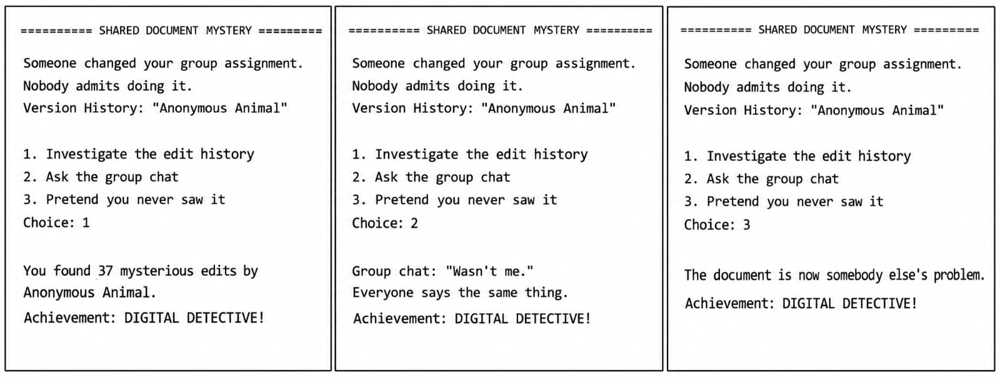 ========== SHARED DOCUMENT MYSTERY =========
Someone changed your group assignment.
Nobody admits doing it.
Version History: "Anonymous Animal"
1. Investigate the edit history
2. Ask the group chat
3. Pretend you never saw it
Choice: 1
You found 37 mysterious edits by
Anonymous Animal.
Achievement: DIGITAL DETECTIVE!
========== SHARED DOCUMENT MYSTERY =========
Someone changed your group assignment.
Nobody admits doing it.
Version History: "Anonymous Animal"
1. Investigate the edit history
2. Ask the group chat
3. Pretend you never saw it
Choice: 2
Group chat: "Wasn't me."
Everyone says the same thing.
Achievement: DIGITAL DETECTIVE!
========== SHARED DOCUMENT MYSTERY =========
Someone changed your group assignment.
Nobody admits doing it.
Version History: "Anonymous Animal"
1. Investigate the edit history
2. Ask the group chat
3. Pretend you never saw it
Choice: 3
The document is now somebody else's problem.
Achievement: DIGITAL DETECTIVE!